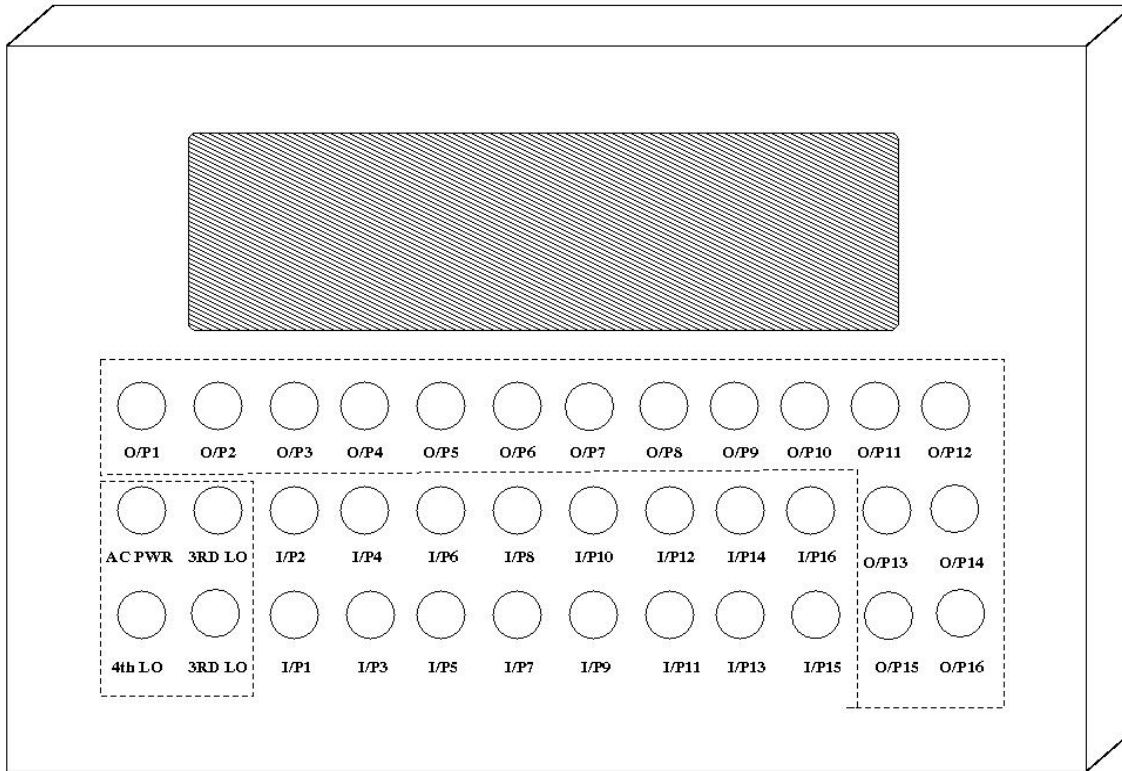 O/P1 O/P2 O/P3 O/P4 O/P5 O/P6 O/P7 O/P8 O/P9 O/P10 O/P11 O/P12
AC PWR 3RD LO I/P2 I/P4 I/P6 I/P8 I/P10 I/P12 I/P14 I/P16 O/P13 O/P14
4th LO 3RD LO I/P1 I/P3 I/P5 I/P7 I/P9 I/P11 I/P13 I/P15 O/P15 O/P16